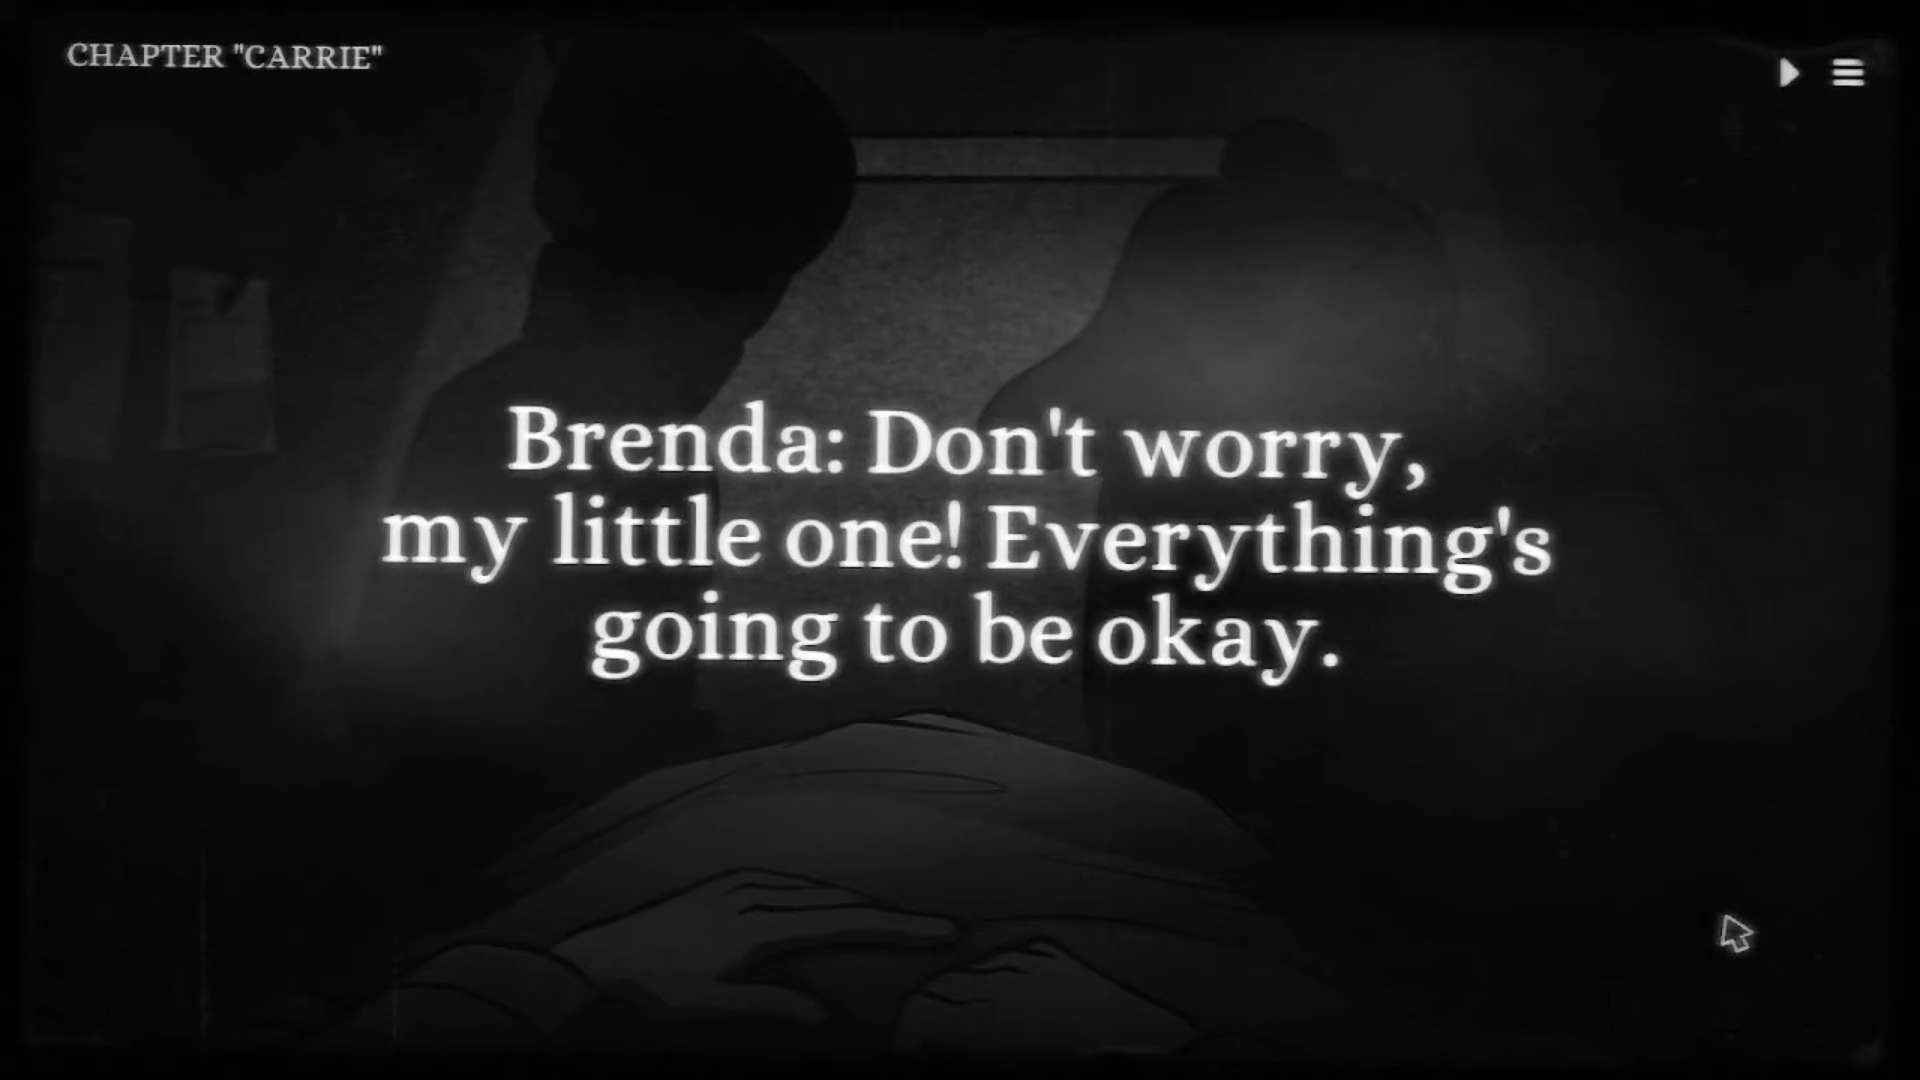 CHAPTER "CARRIE"
Brenda: Don't worry,
my little one! Everything's
going to be okay.